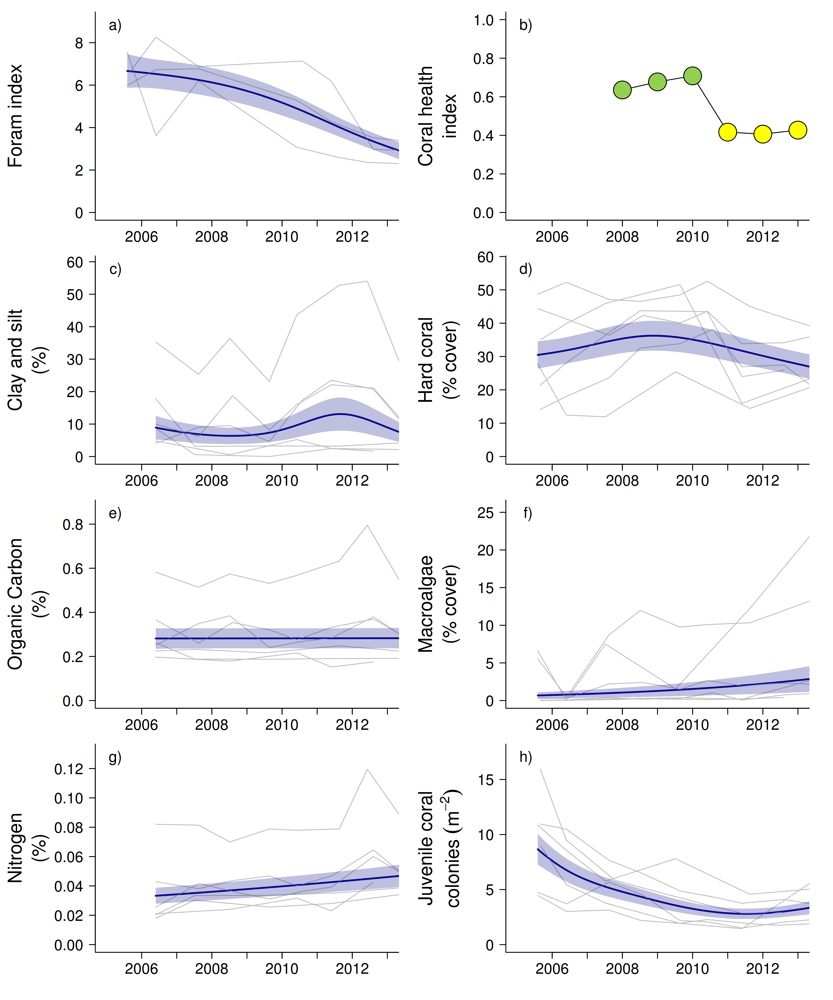 a)
Foram index
8
6
4
2
0
2006 2008 2010 2012
b)
Coral health
index
1.0
0.8
0.6
0.4
0.2
0.0
2006 2008 2010 2012
c)
Clay and silt
(%)
60
50
40
30
20
10
0
2006 2008 2010 2012
d)
Hard coral
(% cover)
60
50
40
30
20
10
0
2006 2008 2010 2012
e)
Organic Carbon
(%)
0.8
0.6
0.4
0.2
0.0
2006 2008 2010 2012
f)
Macroalgae
(% cover)
25
20
15
10
5
0
2006 2008 2010 2012
g)
Nitrogen
(%)
0.12
0.10
0.08
0.06
0.04
0.02
0.00
2006 2008 2010 2012
h)
Juvenile coral
colonies (m⁻²)
15
10
5
0
2006 2008 2010 2012